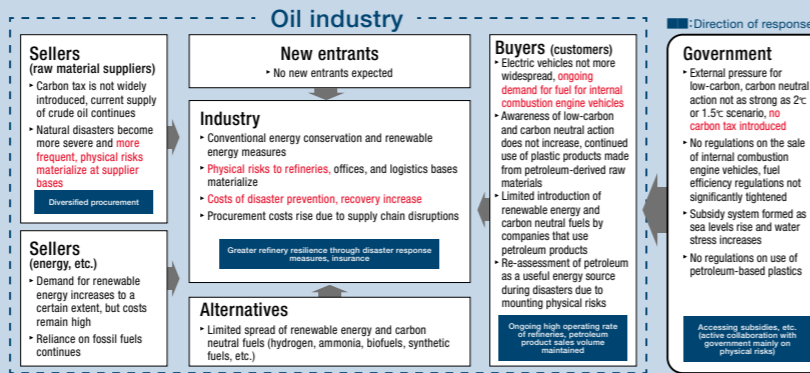 Oil industry
■■:Direction of response
Sellers
(raw material suppliers)
▸ Carbon tax is not widely
introduced, current supply
of crude oil continues
▸ Natural disasters become
more severe and more
frequent, physical risks
materialize at supplier
bases
Diversified procurement
Sellers
(energy, etc.)
▸ Demand for renewable
energy increases to a
certain extent, but costs
remain high
▸ Reliance on fossil fuels
continues
New entrants
▸ No new entrants expected
Industry
▸ Conventional energy conservation and renewable
energy measures
▸ Physical risks to refineries, offices, and logistics bases
materialize
▸ Costs of disaster prevention, recovery increase
▸ Procurement costs rise due to supply chain disruptions
Greater refinery resilience through disaster response
measures, insurance
Alternatives
▸ Limited spread of renewable energy and carbon
neutral fuels (hydrogen, ammonia, biofuels, synthetic
fuels, etc.)
Buyers (customers)
▸ Electric vehicles not more
widespread, ongoing
demand for fuel for internal
combustion engine vehicles
▸ Awareness of low-carbon
and carbon neutral action
does not increase, continued
use of plastic products made
from petroleum-derived raw
materials
▸ Limited introduction of
renewable energy and
carbon neutral fuels by
companies that use
petroleum products
▸ Re-assessment of petroleum
as a useful energy source
during disasters due to
mounting physical risks
Ongoing high operating rate
of refineries, petroleum
product sales volume
maintained
Government
▸ External pressure for
low-carbon, carbon neutral
action not as strong as 2℃
or 1.5℃ scenario, no
carbon tax introduced
▸ No regulations on the sale
of internal combustion
engine vehicles, fuel
efficiency regulations not
significantly tightened
▸ Subsidy system formed as
sea levels rise and water
stress increases
▸ No regulations on use of
petroleum-based plastics
Accessing subsidies, etc.
(active collaboration with
government mainly on
physical risks)